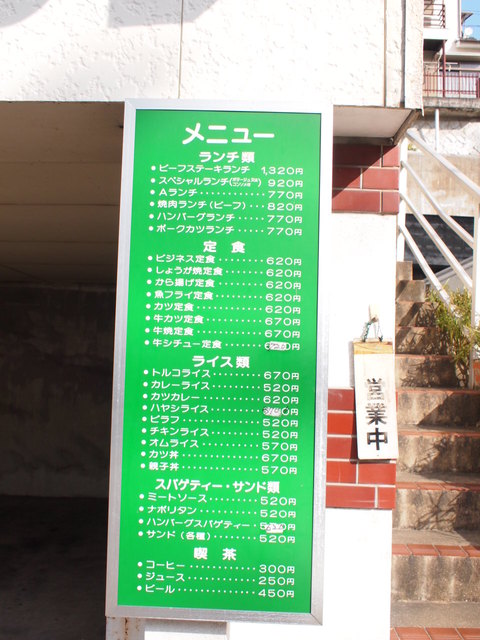 メニュー
ランチ類
・ビーフステーキランチ 1,320円
・スペシャルランチ 920円
・Aランチ・・・・・・・・・770円
・焼肉ランチ(ビーフ)・・・820円
・ハンバーグランチ・・・・770円
・ポークカツランチ・・・・770円
定食
・ビジネス定食・・・・・・620円
・しょうが焼定食・・・・・620円
・から揚げ定食・・・・・・620円
・魚フライ定食・・・・・・620円
・カツ定食・・・・・・・・620円
・牛カツ定食・・・・・・・670円
・牛焼定食・・・・・・・・670円
・牛シチュー定食・・・・円
ライス類
・トルコライス・・・・・・670円
・カレーライス・・・・・・520円
・カツカレー・・・・・・・620円
・ハヤシライス・・・・・円
・ピラフ・・・・・・・・・520円
・チキンライス・・・・・・520円
・オムライス・・・・・・・570円
・カツ丼・・・・・・・・・670円
・親子丼・・・・・・・・・570円
スパゲティー・サンド類
・ミートソース・・・・・・520円
・ナポリタン・・・・・・・520円
・ハンバーグスパゲティー・円
・サンド(各種)・・・・・520円
喫茶
・コーヒー・・・・・・・・300円
・ジュース・・・・・・・・250円
・ビール・・・・・・・・・450円
営業中